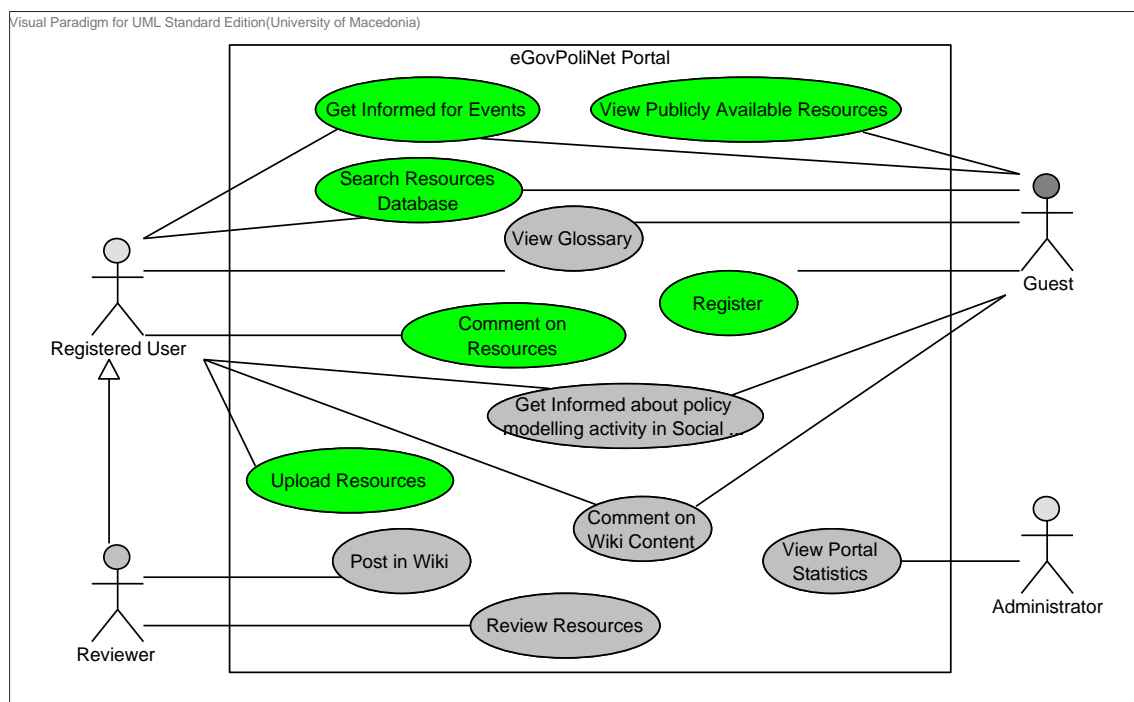 Visual Paradigm for UML Standard Edition(University of Macedonia)
eGovPoliNet Portal
Get Informed for Events
View Publicly Available Resources
Search Resources
Database
View Glossary
Guest
Register
Comment on
Resources
Registered User
Get Informed about policy
modelling activity in Social ...
Upload Resources
Comment on
Wiki Content
Post in Wiki
View Portal
Statistics
Administrator
Review Resources
Reviewer